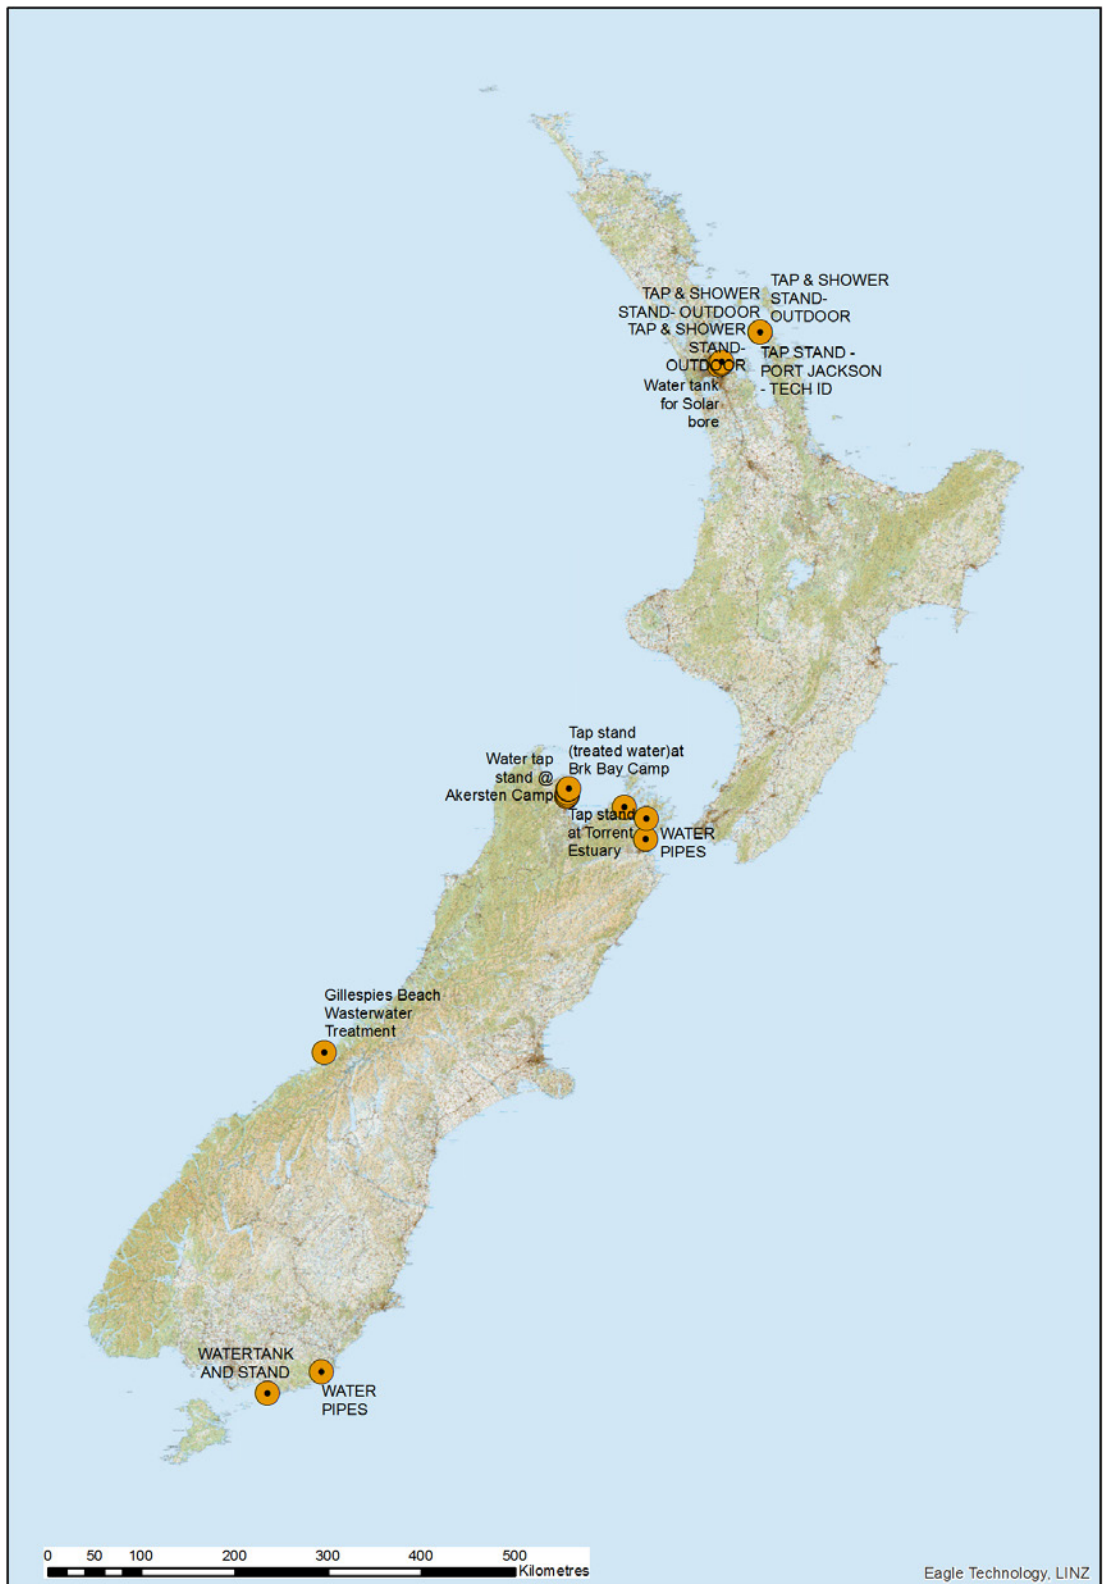 TAP & SHOWER
STAND-
OUTDOOR
TAP & SHOWER
STAND- OUTDOOR
TAP & SHOWER
STAND-
OUTDOOR
TAP STAND -
PORT JACKSON
- TECH ID
Water tank
for Solar
bore
Tap stand
(treated water)at
Brk Bay Camp
Water tap
stand @
Akersten Camp
Tap stand
at Torrent
Estuary
WATER
PIPES
Gillespies Beach
Wasterwater
Treatment
WATERTANK
AND STAND
WATER
PIPES
0 50 100 200 300 400 500
Kilometres
Eagle Technology, LINZ